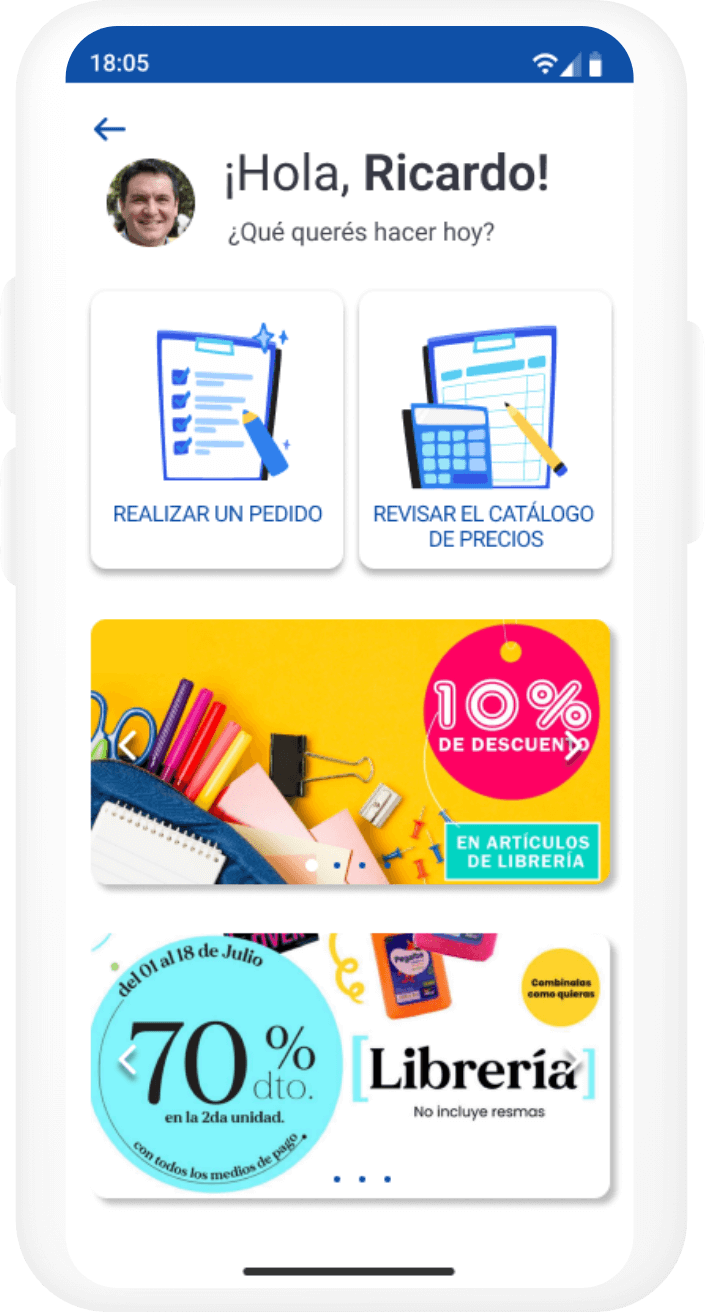 18:05
¡Hola, Ricardo!
¿Qué querés hacer hoy?
REALIZAR UN PEDIDO
REVISAR EL CATÁLOGO
DE PRECIOS
10%
DE DESCUENTO
EN ARTÍCULOS
DE LIBRERÍA
del 01 al 18 de Julio
70%
dto.
en la 2da unidad.
con todos los medios de pago
Combinalas
como quieras
[Librería]
No incluye resmas